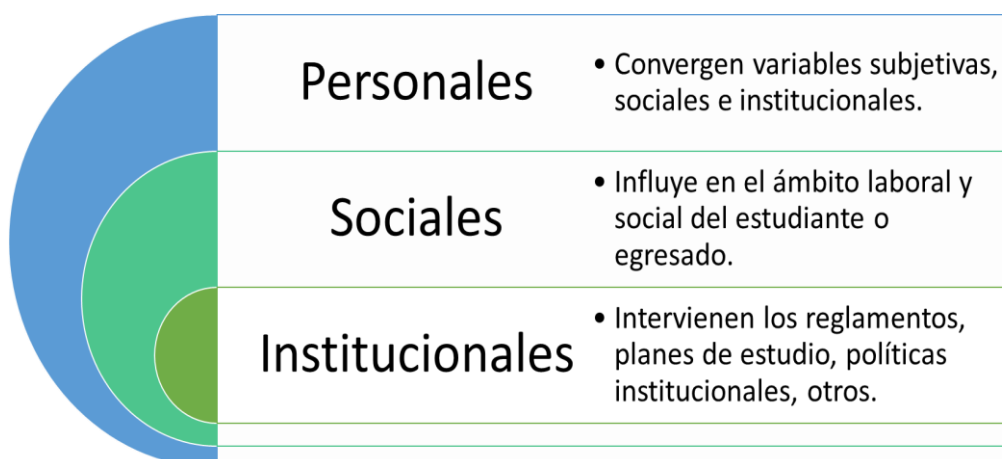 Personales
• Convergen variables subjetivas,
sociales e institucionales.
Sociales
• Influye en el ámbito laboral y
social del estudiante o
egresado.
Institucionales
• Intervienen los reglamentos,
planes de estudio, políticas
institucionales, otros.